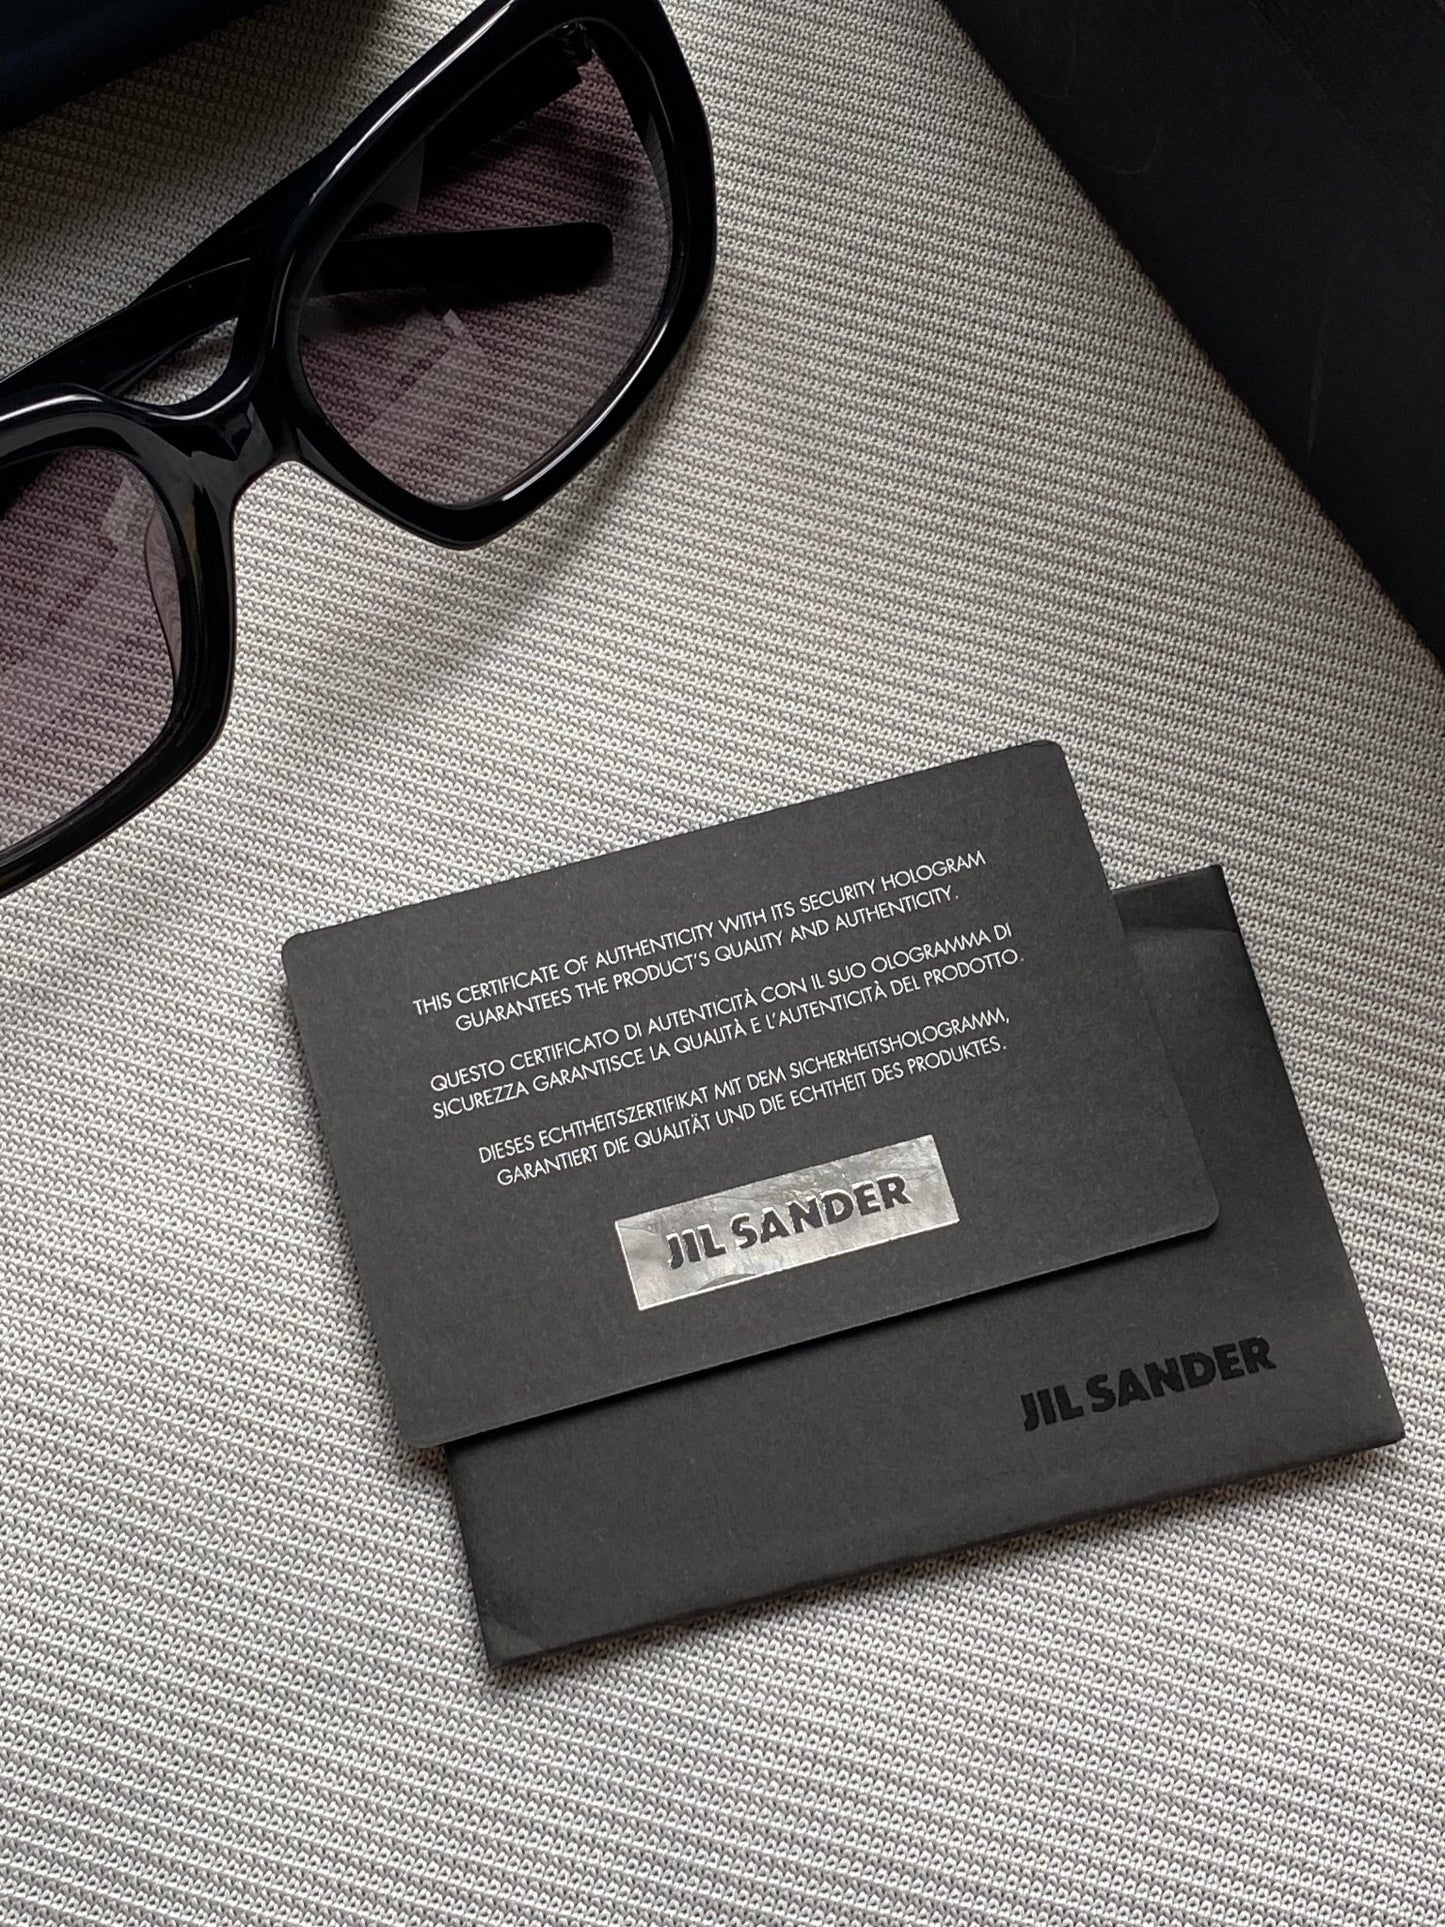 THIS CERTIFICATE OF AUTHENTICITY WITH ITS SECURITY HOLOGRAM
GUARANTEES THE PRODUCT'S QUALITY AND AUTHENTICITY.
QUESTO CERTIFICATO DI AUTENTICITÀ CON IL SUO OLOGRAMMA DI
SICUREZZA GARANTISCE LA QUALITÀ E L'AUTENTICITÀ DEL PRODOTTO.
DIESES ECHTHEITSZERTIFIKAT MIT DEM SICHERHEITSHOLOGRAMM,
GARANTIERT DIE QUALITÄT UND DIE ECHTHEIT DES PRODUKTES.
JIL SANDER
JIL SANDER